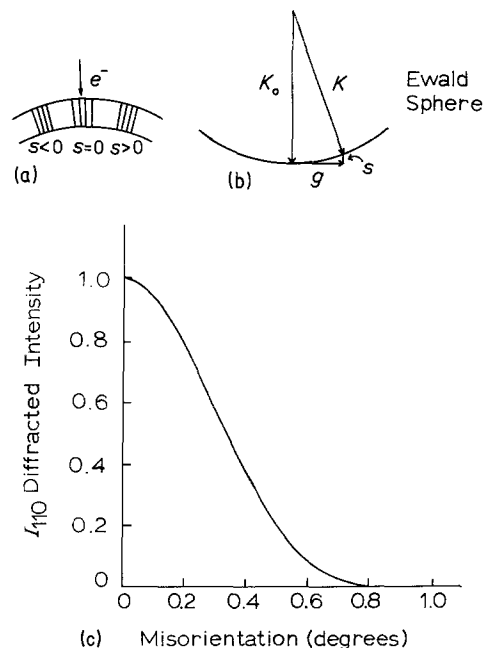 e⁻
s<0 s=0 s>0
(a)
K₀ K
Ewald
Sphere
s
g
(b)
I₁₁₀ Diffracted Intensity
1.0
0.8
0.6
0.4
0.2
0
0 0.2 0.4 0.6 0.8 1.0
(c) Misorientation (degrees)